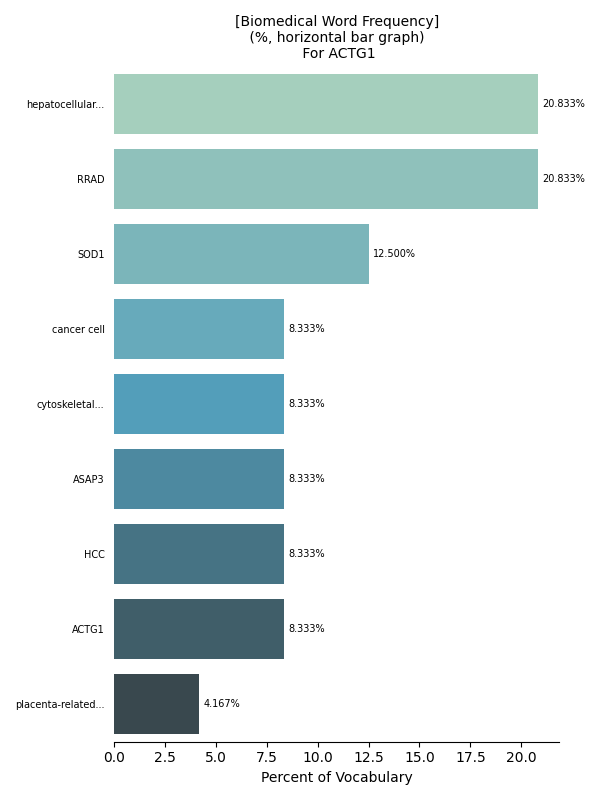 [Biomedical Word Frequency]
(%, horizontal bar graph)
For ACTG1
hepatocellular... 20.833%
RRAD 20.833%
SOD1 12.500%
cancer cell 8.333%
cytoskeletal... 8.333%
ASAP3 8.333%
HCC 8.333%
ACTG1 8.333%
placenta-related... 4.167%
0.0 2.5 5.0 7.5 10.0 12.5 15.0 17.5 20.0
Percent of Vocabulary